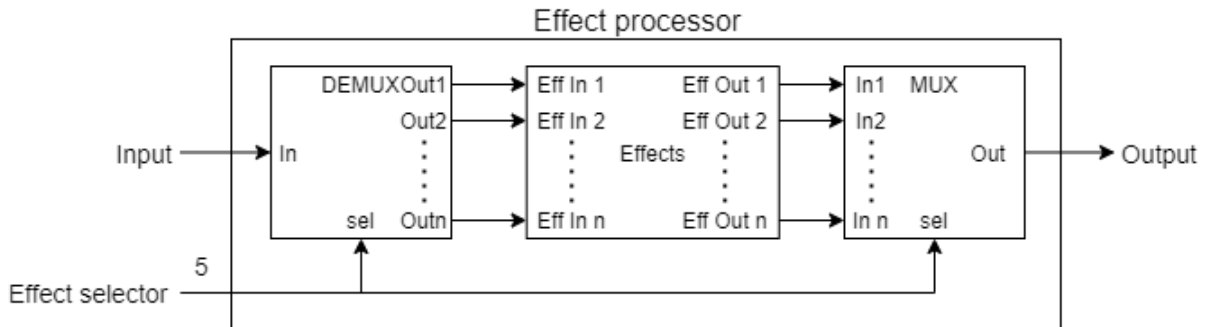 Effect processor
DEMUX Out1 Eff In 1 Eff Out 1 In1 MUX
Out2 Eff In 2 Eff Out 2 In2
Input In Effects Out Output
sel Outn Eff In n Eff Out n In n sel
5
Effect selector